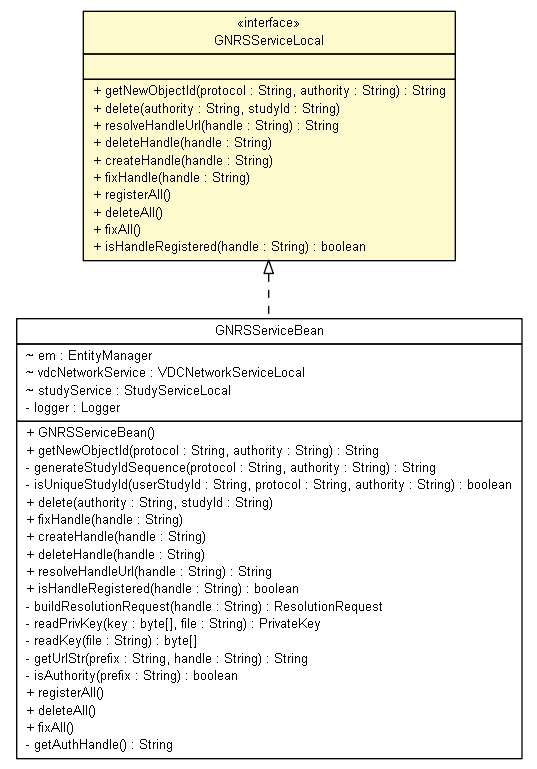 «interface»
GNRSServiceLocal
+ getNewObjectId(protocol : String, authority : String) : String
+ delete(authority : String, studyId : String)
+ resolveHandleUrl(handle : String) : String
+ deleteHandle(handle : String)
+ createHandle(handle : String)
+ fixHandle(handle : String)
+ registerAll()
+ deleteAll()
+ fixAll()
+ isHandleRegistered(handle : String) : boolean
GNRSServiceBean
~ em : EntityManager
~ vdcNetworkService : VDCNetworkServiceLocal
~ studyService : StudyServiceLocal
- logger : Logger
+ GNRSServiceBean()
+ getNewObjectId(protocol : String, authority : String) : String
- generateStudyIdSequence(protocol : String, authority : String) : String
- isUniqueStudyId(userStudyId : String, protocol : String, authority : String) : boolean
+ delete(authority : String, studyId : String)
+ fixHandle(handle : String)
+ createHandle(handle : String)
+ deleteHandle(handle : String)
+ resolveHandleUrl(handle : String) : String
+ isHandleRegistered(handle : String) : boolean
- buildResolutionRequest(handle : String) : ResolutionRequest
- readPrivKey(key : byte[], file : String) : PrivateKey
- readKey(file : String) : byte[]
- getUrlStr(prefix : String, handle : String) : String
- isAuthority(prefix : String) : boolean
+ registerAll()
+ deleteAll()
+ fixAll()
- getAuthHandle() : String